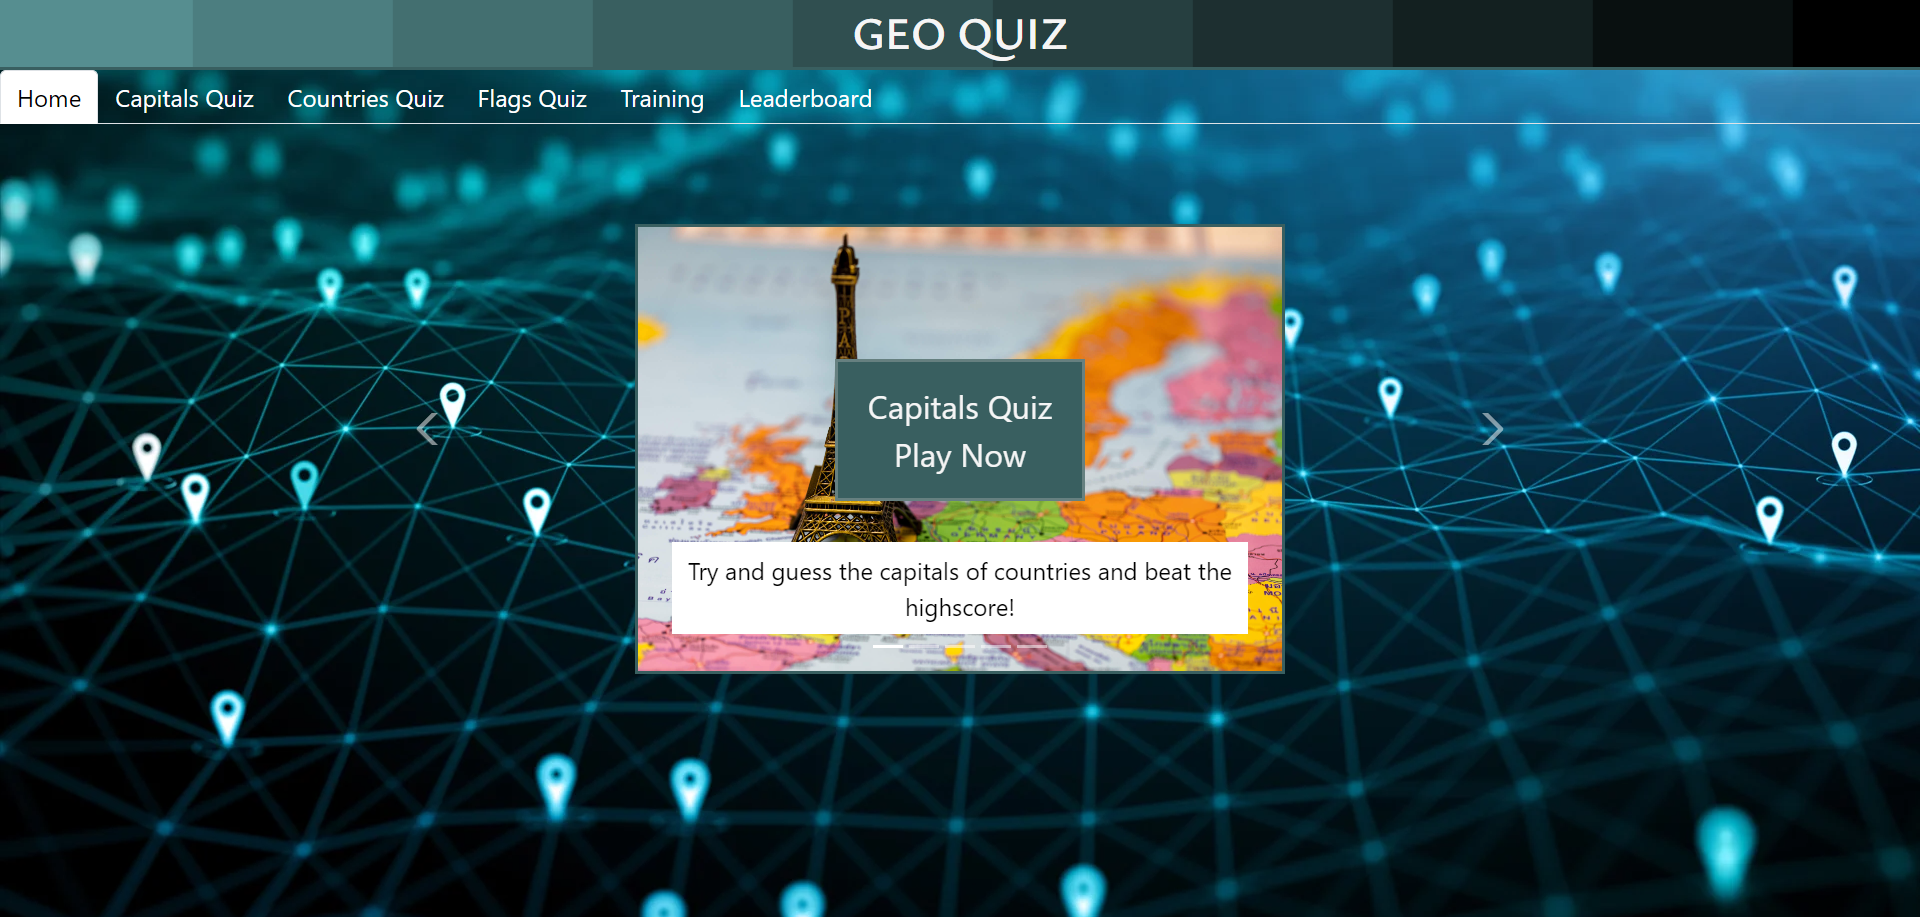 GEO QUIZ
Home Capitals Quiz Countries Quiz Flags Quiz Training Leaderboard
Capitals Quiz
Play Now
Try and guess the capitals of countries and beat the
highscore!